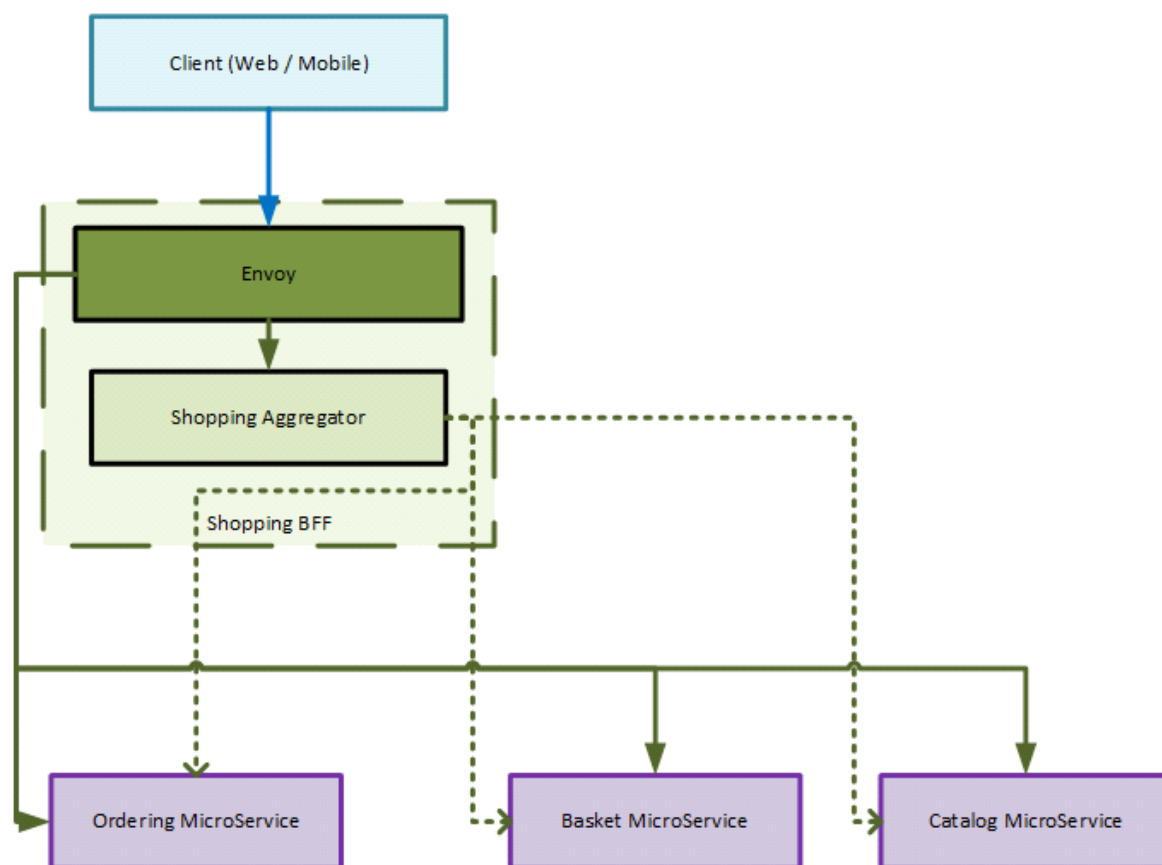 Client (Web / Mobile)
Envoy
Shopping Aggregator
Shopping BFF
Ordering MicroService
Basket MicroService
Catalog MicroService